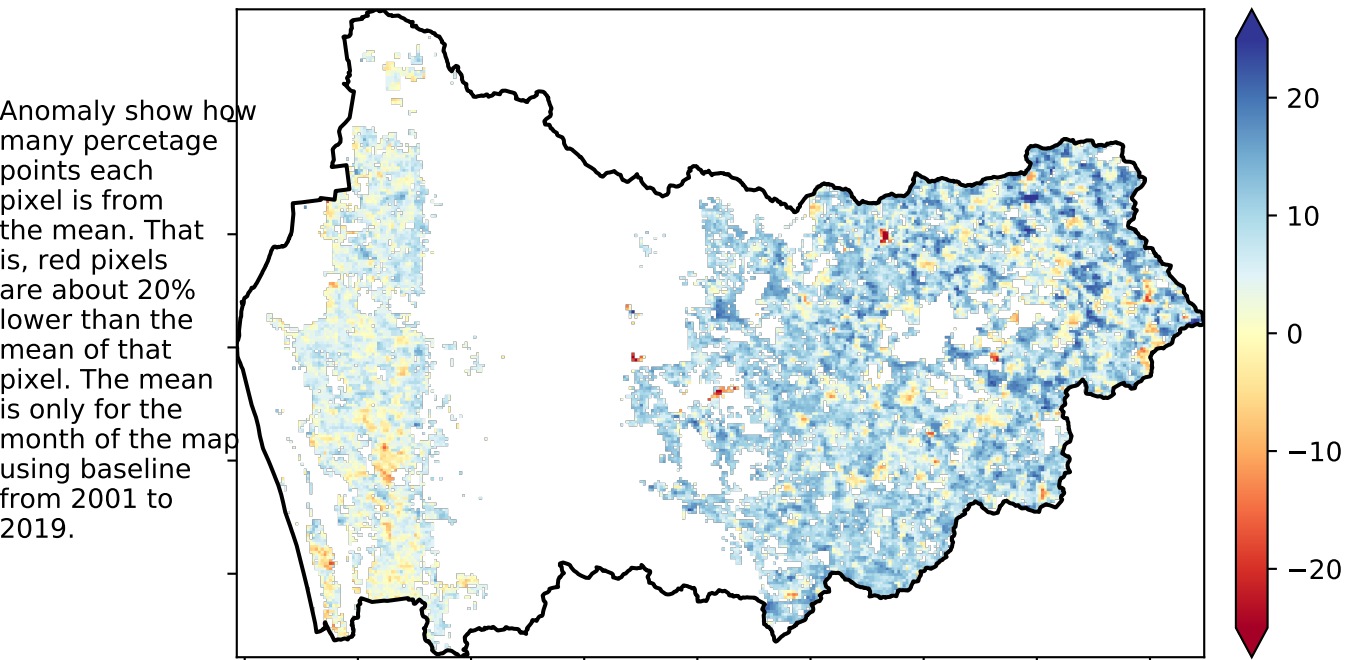 Anomaly show how
many percetage
points each
pixel is from
the mean. That
is, red pixels
are about 20%
lower than the
mean of that
pixel. The mean
is only for the
month of the map
using baseline
from 2001 to
2019.
20
10
0
−10
−20